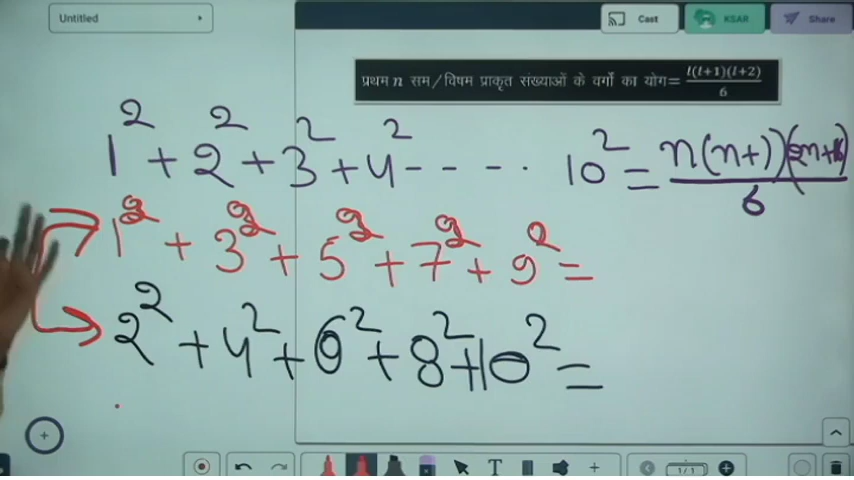 Untitled
Cast
KSAR
Share
प्रथम n सम/विषम प्राकृत संख्याओं के वर्गों का योग= l(l+1)(l+2)/6
1² + 2² + 3² + 4² - - - - . 10² = n(n+1)(2n+1)/6
1² + 3² + 5² + 7² + 9² =
2² + 4² + 6² + 8² + 10² =
T
1 / 1